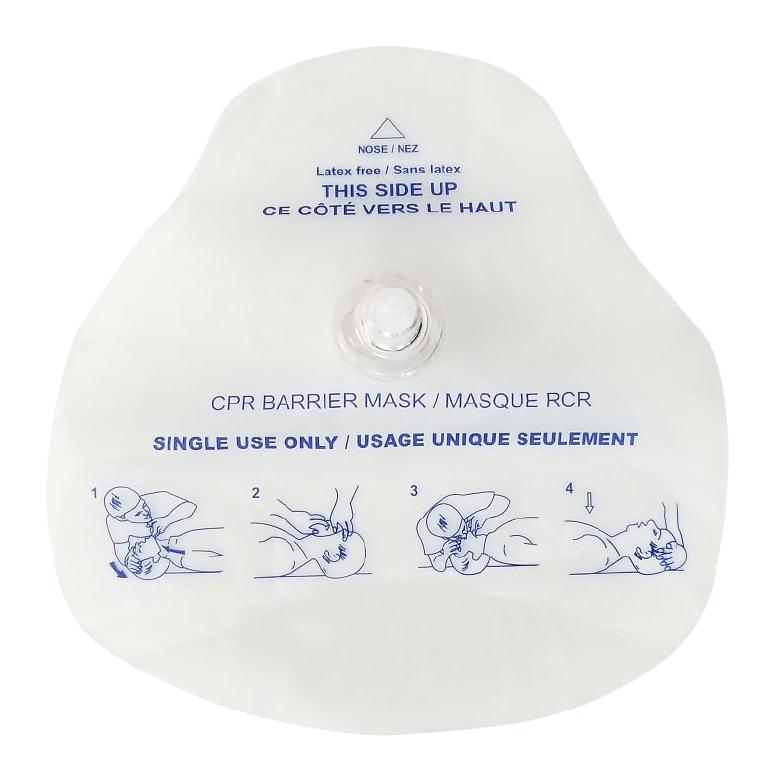 NOSE / NEZ
Latex free / Sans latex
THIS SIDE UP
CE CÔTÉ VERS LE HAUT
CPR BARRIER MASK / MASQUE RCR
SINGLE USE ONLY / USAGE UNIQUE SEULEMENT
1 2 3 4